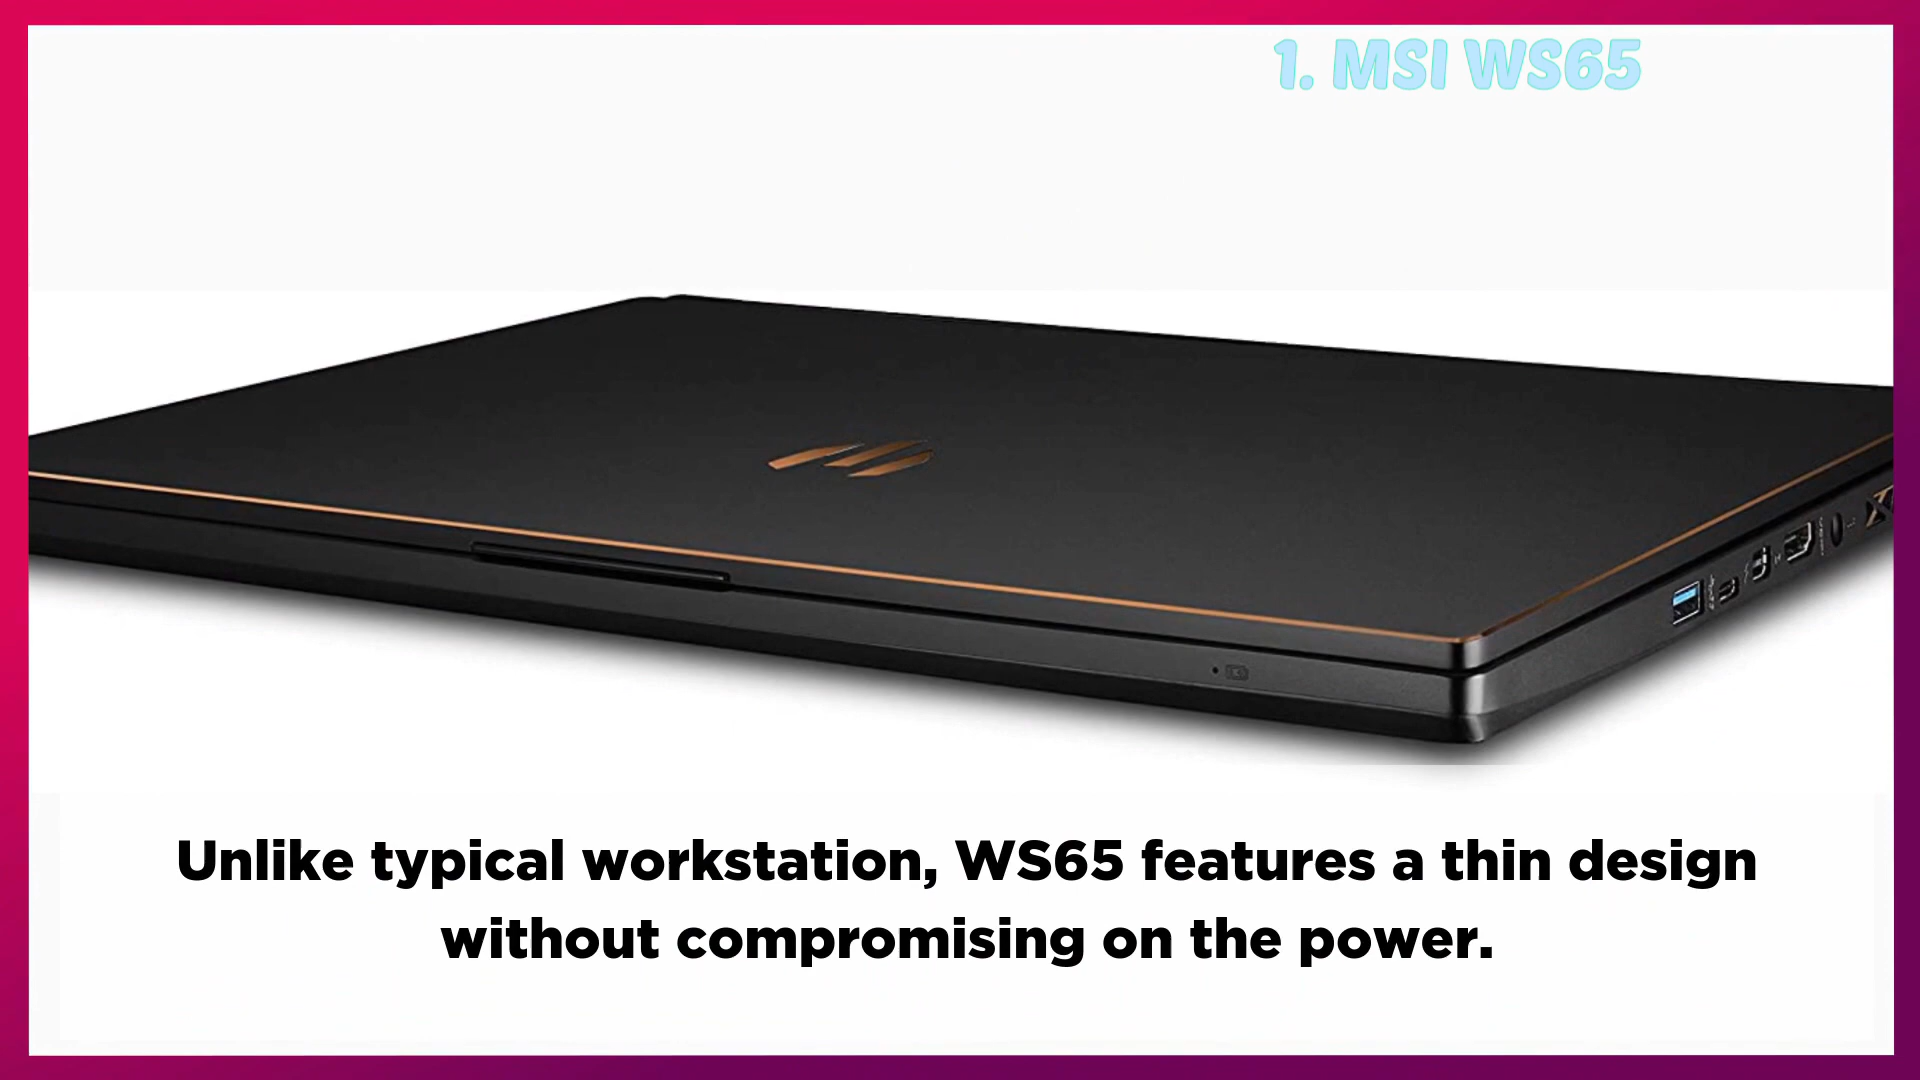 1. MSI WS65
Unlike typical workstation, WS65 features a thin design
without compromising on the power.